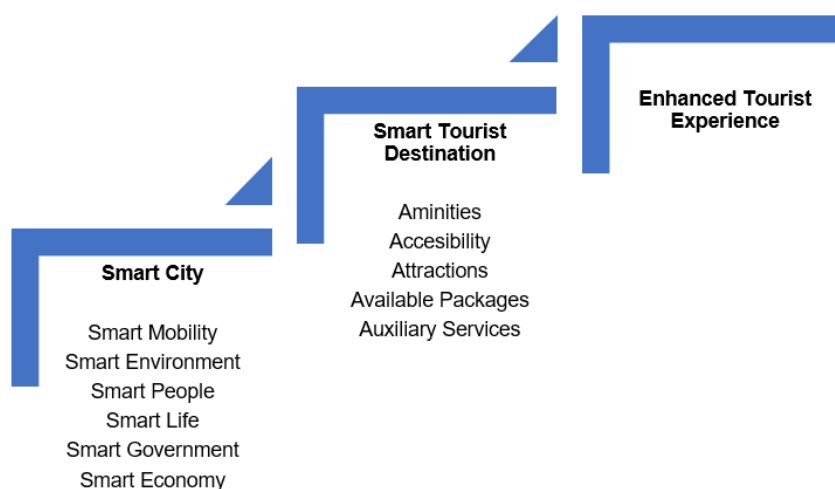 Smart City
Smart Mobility
Smart Environment
Smart People
Smart Life
Smart Government
Smart Economy
Smart Tourist
Destination
Aminities
Accesibility
Attractions
Available Packages
Auxiliary Services
Enhanced Tourist
Experience